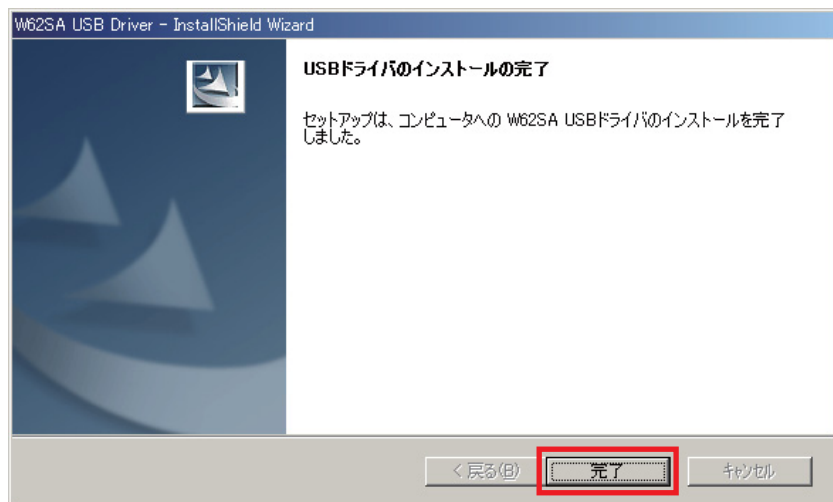 W62SA USB Driver - InstallShield Wizard
USBドライバのインストールの完了
セットアップは、コンピュータへの W62SA USBドライバのインストールを完了
しました。
< 戻る(B)
完了
キャンセル